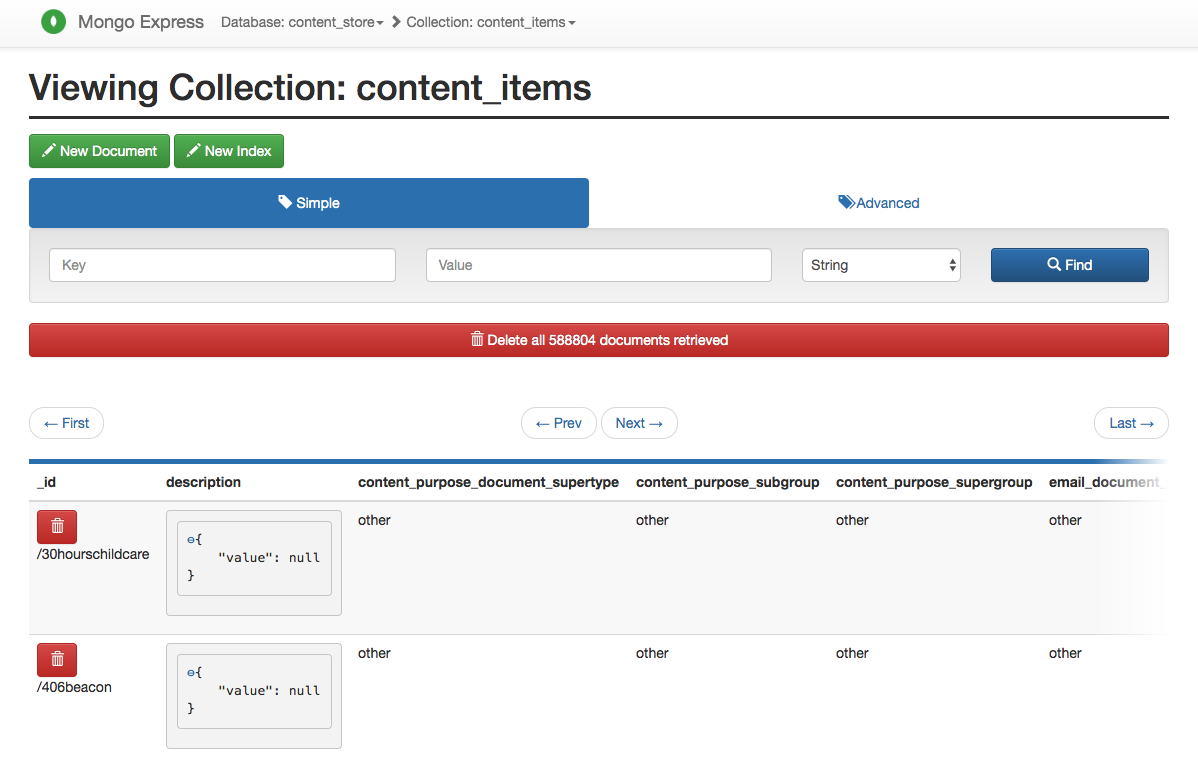 Mongo Express Database: content_store Collection: content_items
Viewing Collection: content_items
New Document New Index
Simple Advanced
Key Value String Find
Delete all 588804 documents retrieved
← First ← Prev Next → Last →
_id description content_purpose_document_supertype content_purpose_subgroup content_purpose_supergroup email_document_
other other other other
{
/30hourschildcare
"value": null
}
other other other other
{
/406beacon
"value": null
}